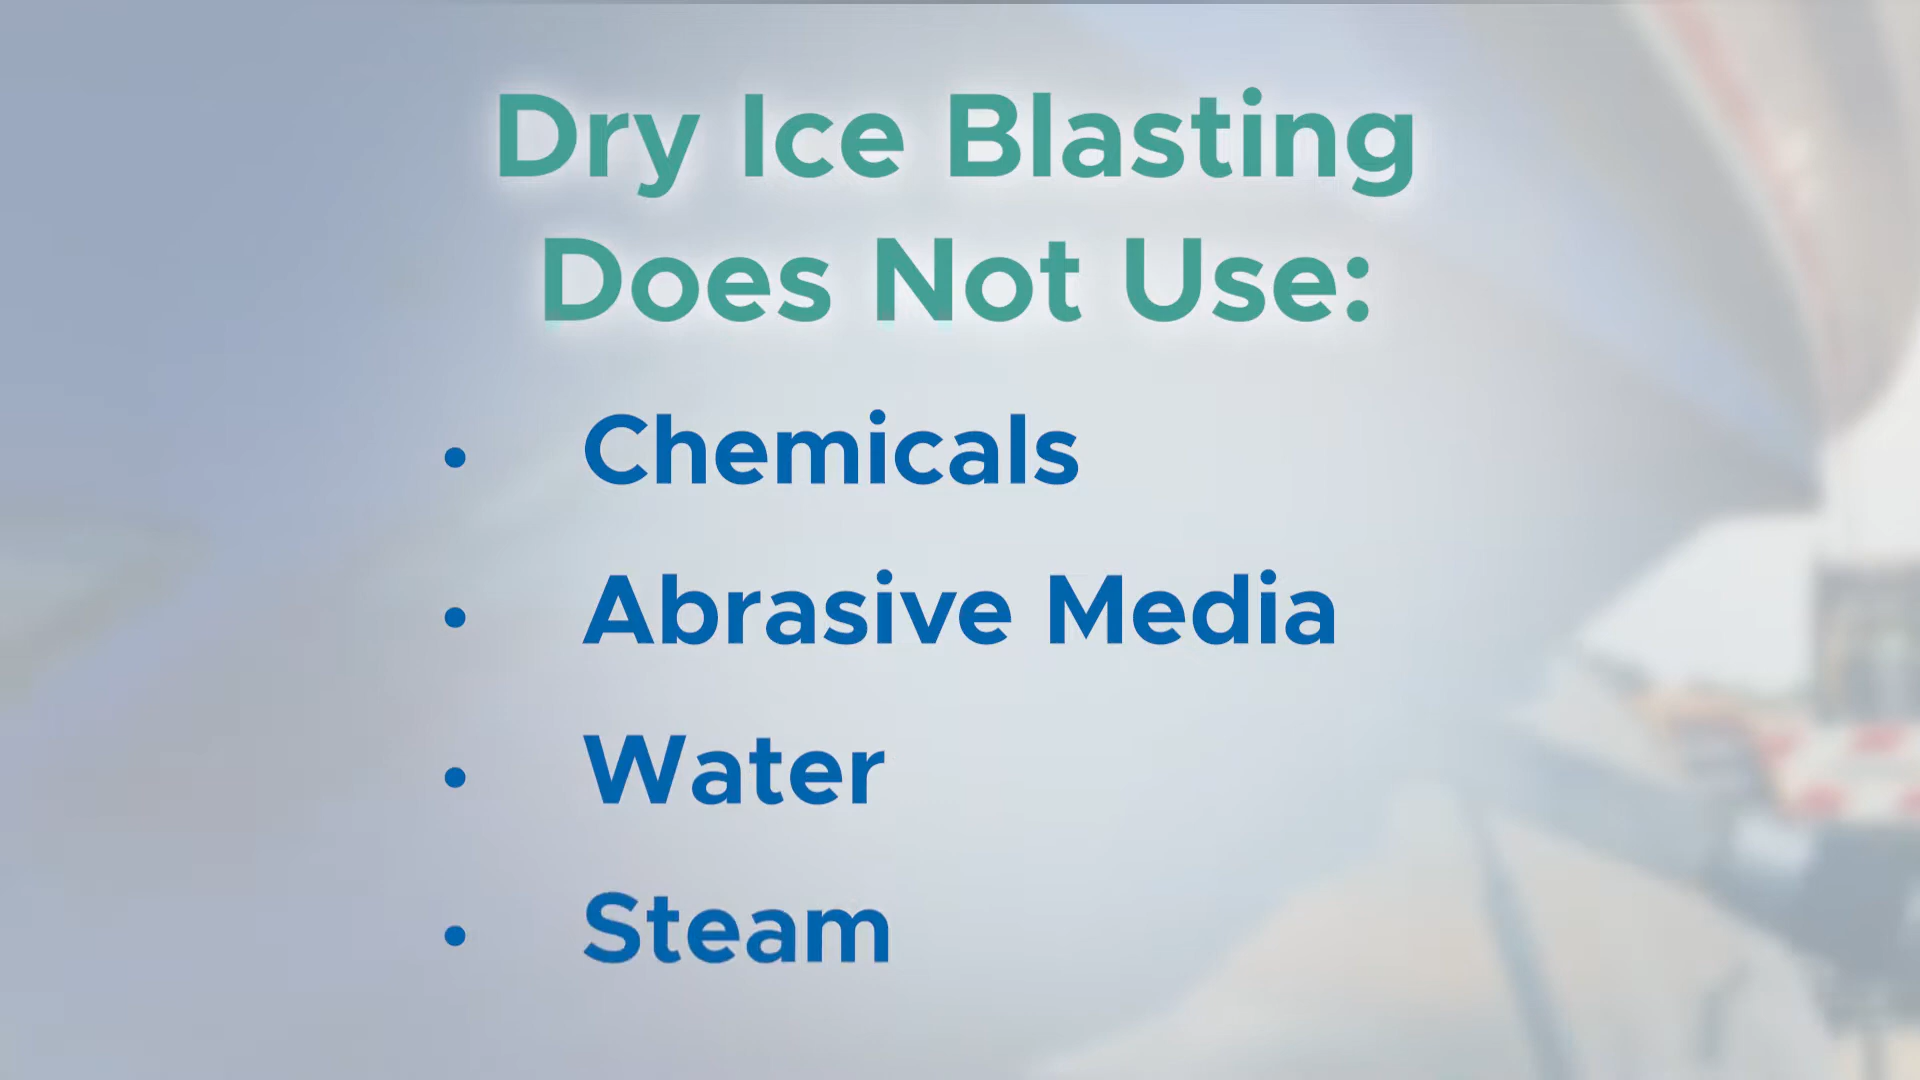 Dry Ice Blasting
Does Not Use:
• Chemicals
• Abrasive Media
• Water
• Steam